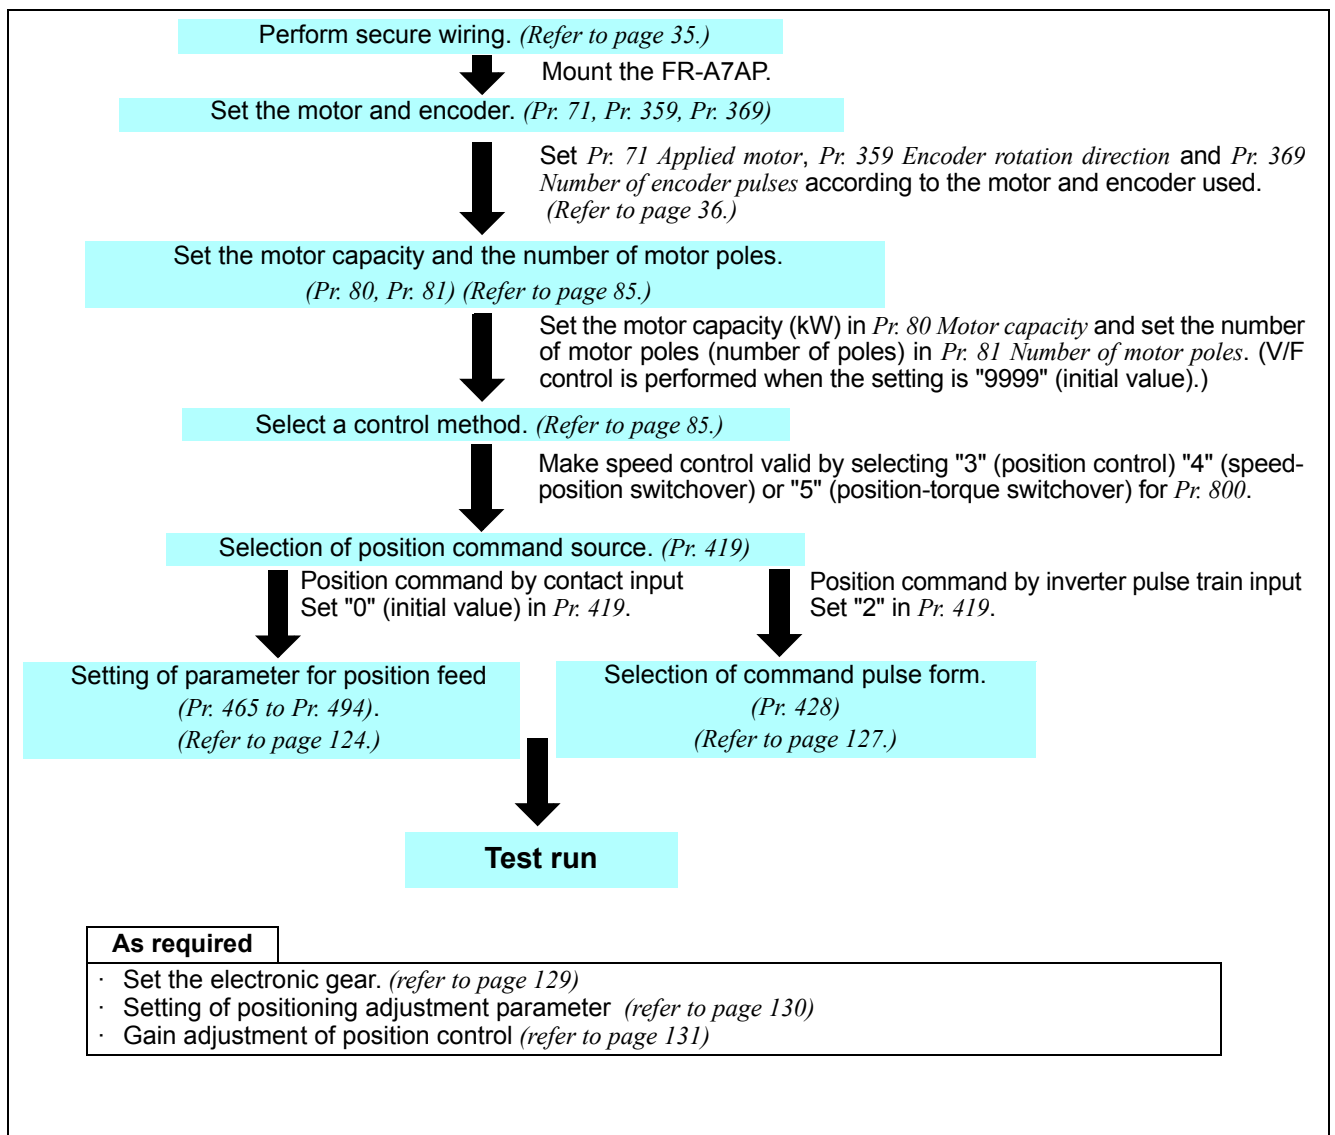 Perform secure wiring. (Refer to page 35.)
Mount the FR-A7AP.
Set the motor and encoder. (Pr. 71, Pr. 359, Pr. 369)
Set Pr. 71 Applied motor, Pr. 359 Encoder rotation direction and Pr. 369
Number of encoder pulses according to the motor and encoder used.
(Refer to page 36.)
Set the motor capacity and the number of motor poles.
(Pr. 80, Pr. 81) (Refer to page 85.)
Set the motor capacity (kW) in Pr. 80 Motor capacity and set the number
of motor poles (number of poles) in Pr. 81 Number of motor poles. (V/F
control is performed when the setting is "9999" (initial value).)
Select a control method. (Refer to page 85.)
Make speed control valid by selecting "3" (position control) "4" (speed-
position switchover) or "5" (position-torque switchover) for Pr. 800.
Selection of position command source. (Pr. 419)
Position command by contact input
Set "0" (initial value) in Pr. 419.
Position command by inverter pulse train input
Set "2" in Pr. 419.
Setting of parameter for position feed
(Pr. 465 to Pr. 494).
(Refer to page 124.)
Selection of command pulse form.
(Pr. 428)
(Refer to page 127.)
Test run
As required
· Set the electronic gear. (refer to page 129)
· Setting of positioning adjustment parameter (refer to page 130)
· Gain adjustment of position control (refer to page 131)